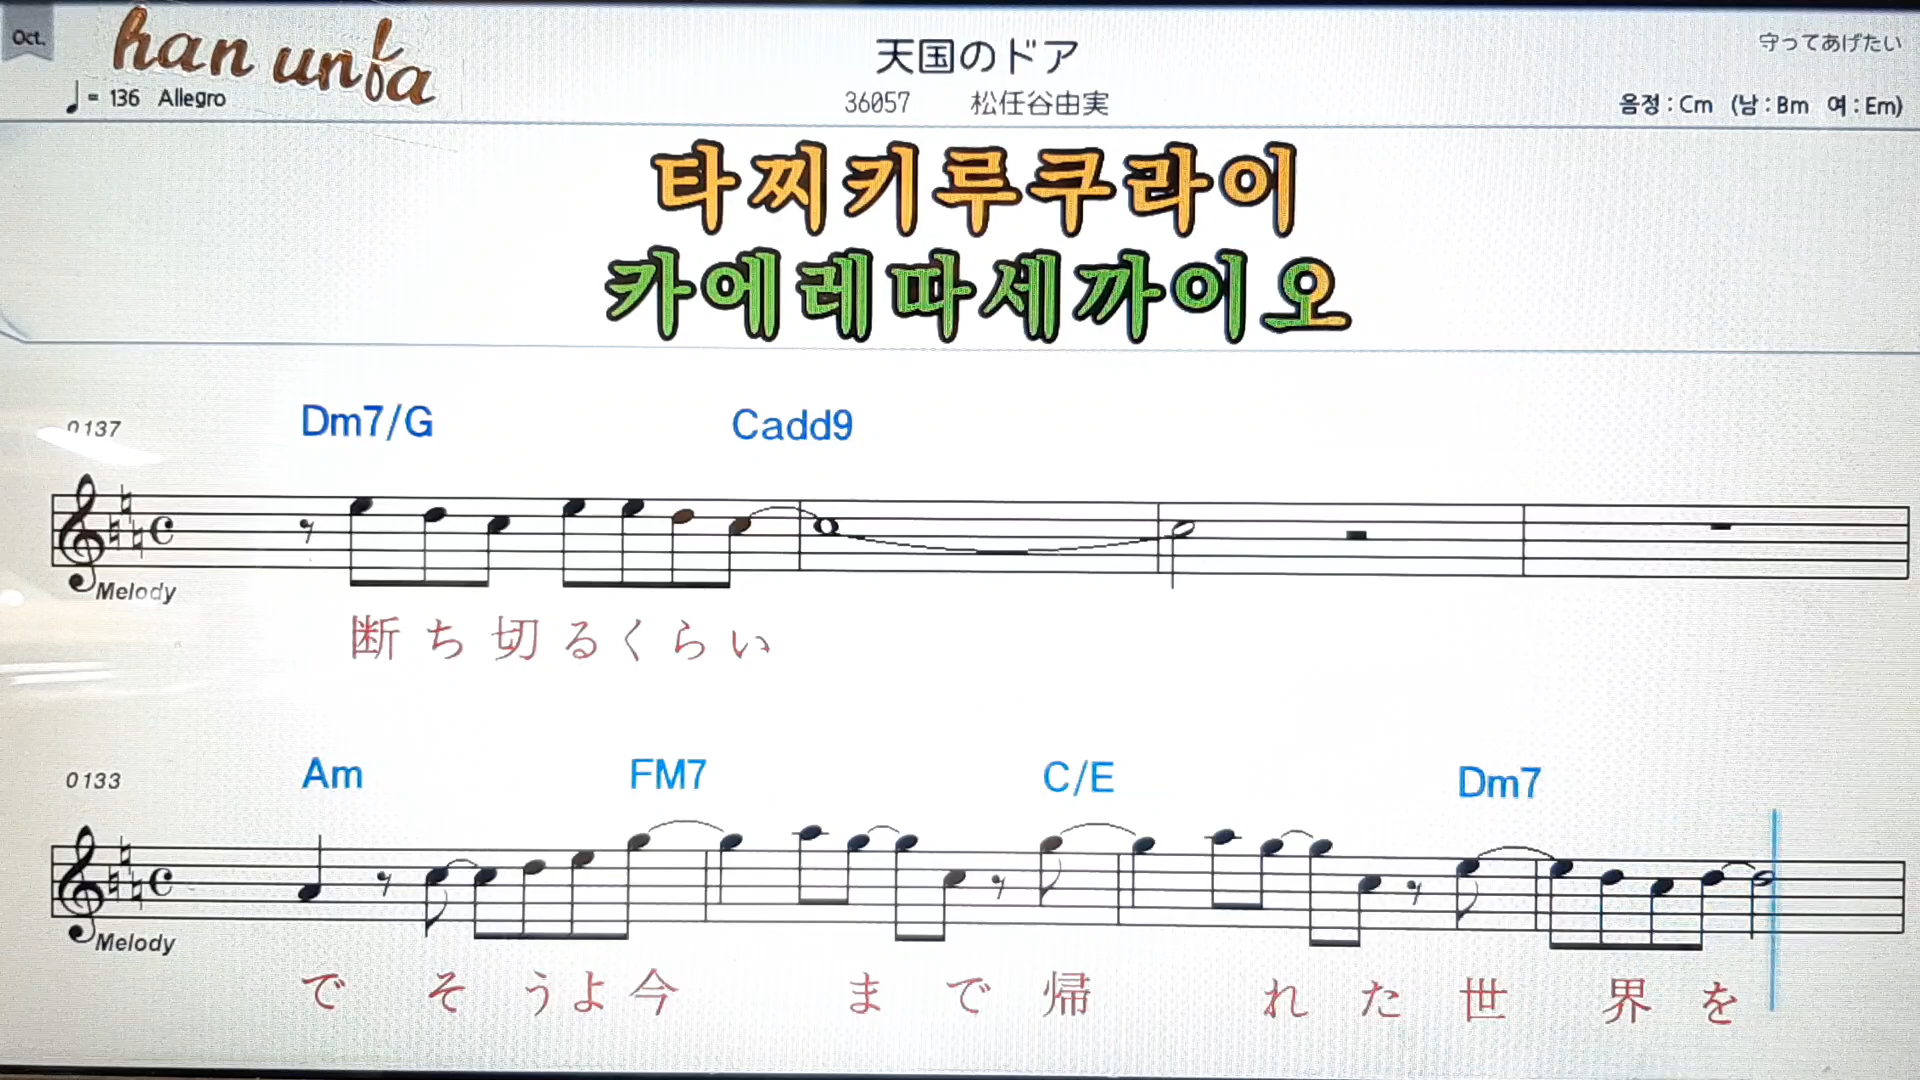 Oct.
han unba
♩= 136 Allegro
天国のドア
36057 松任谷由実
守ってあげたい
음정 : Cm (남 : Bm 여 : Em)
타찌키루쿠라이
카에레따세까이오
0137
Dm7/G Cadd9
Melody
断ち切るくらい
0133
Am FM7 C/E Dm7
Melody
で そうよ今 まで帰 れた世 界を